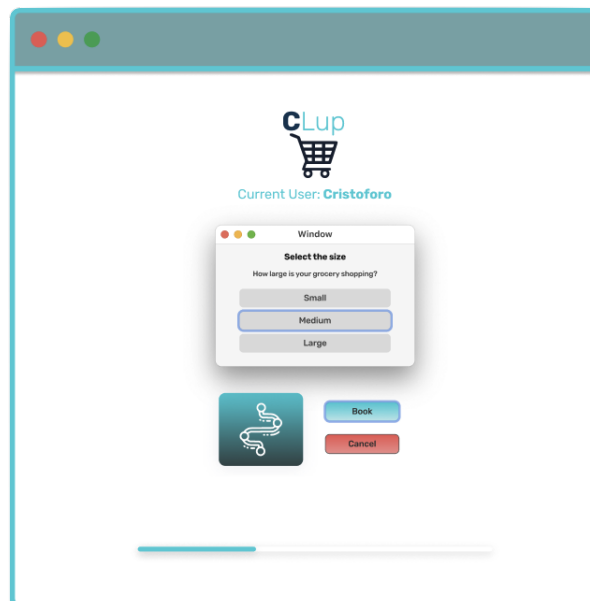 CLup
Current User: Cristoforo
Window
Select the size
How large is your grocery shopping?
Small
Medium
Large
Book
Cancel